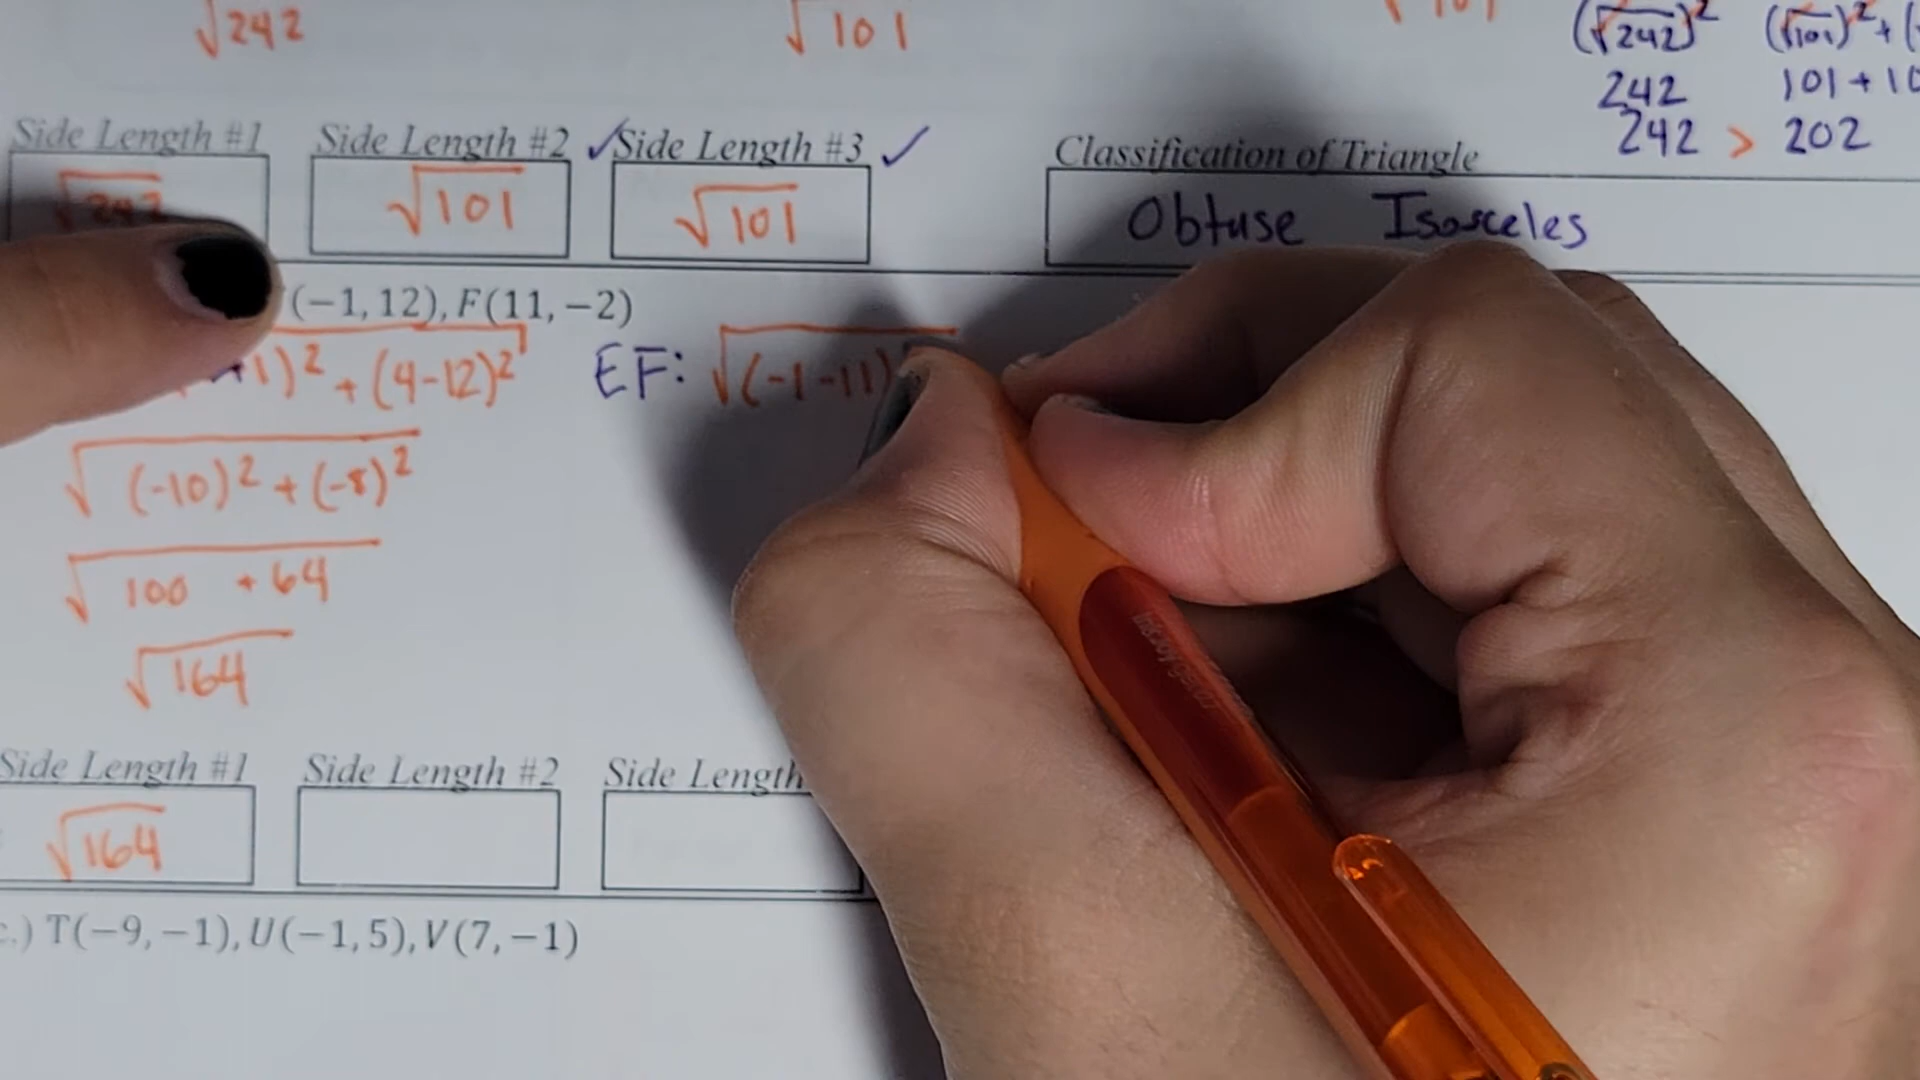 √242 √101 √101
(√242)² (√101)² + (
242 101 + 10
242 > 202
Side Length #1 Side Length #2 ✓ Side Length #3 ✓ Classification of Triangle
√242 √101 √101 Obtuse Isosceles
(−1, 12), F(11, −2)
+1)² + (4-12)² EF: √(-1-11)
√(-10)² + (-8)²
√100 + 64
√164
Side Length #1 Side Length #2 Side Length
√164
c.) T(−9, −1), U(−1, 5), V(7, −1)